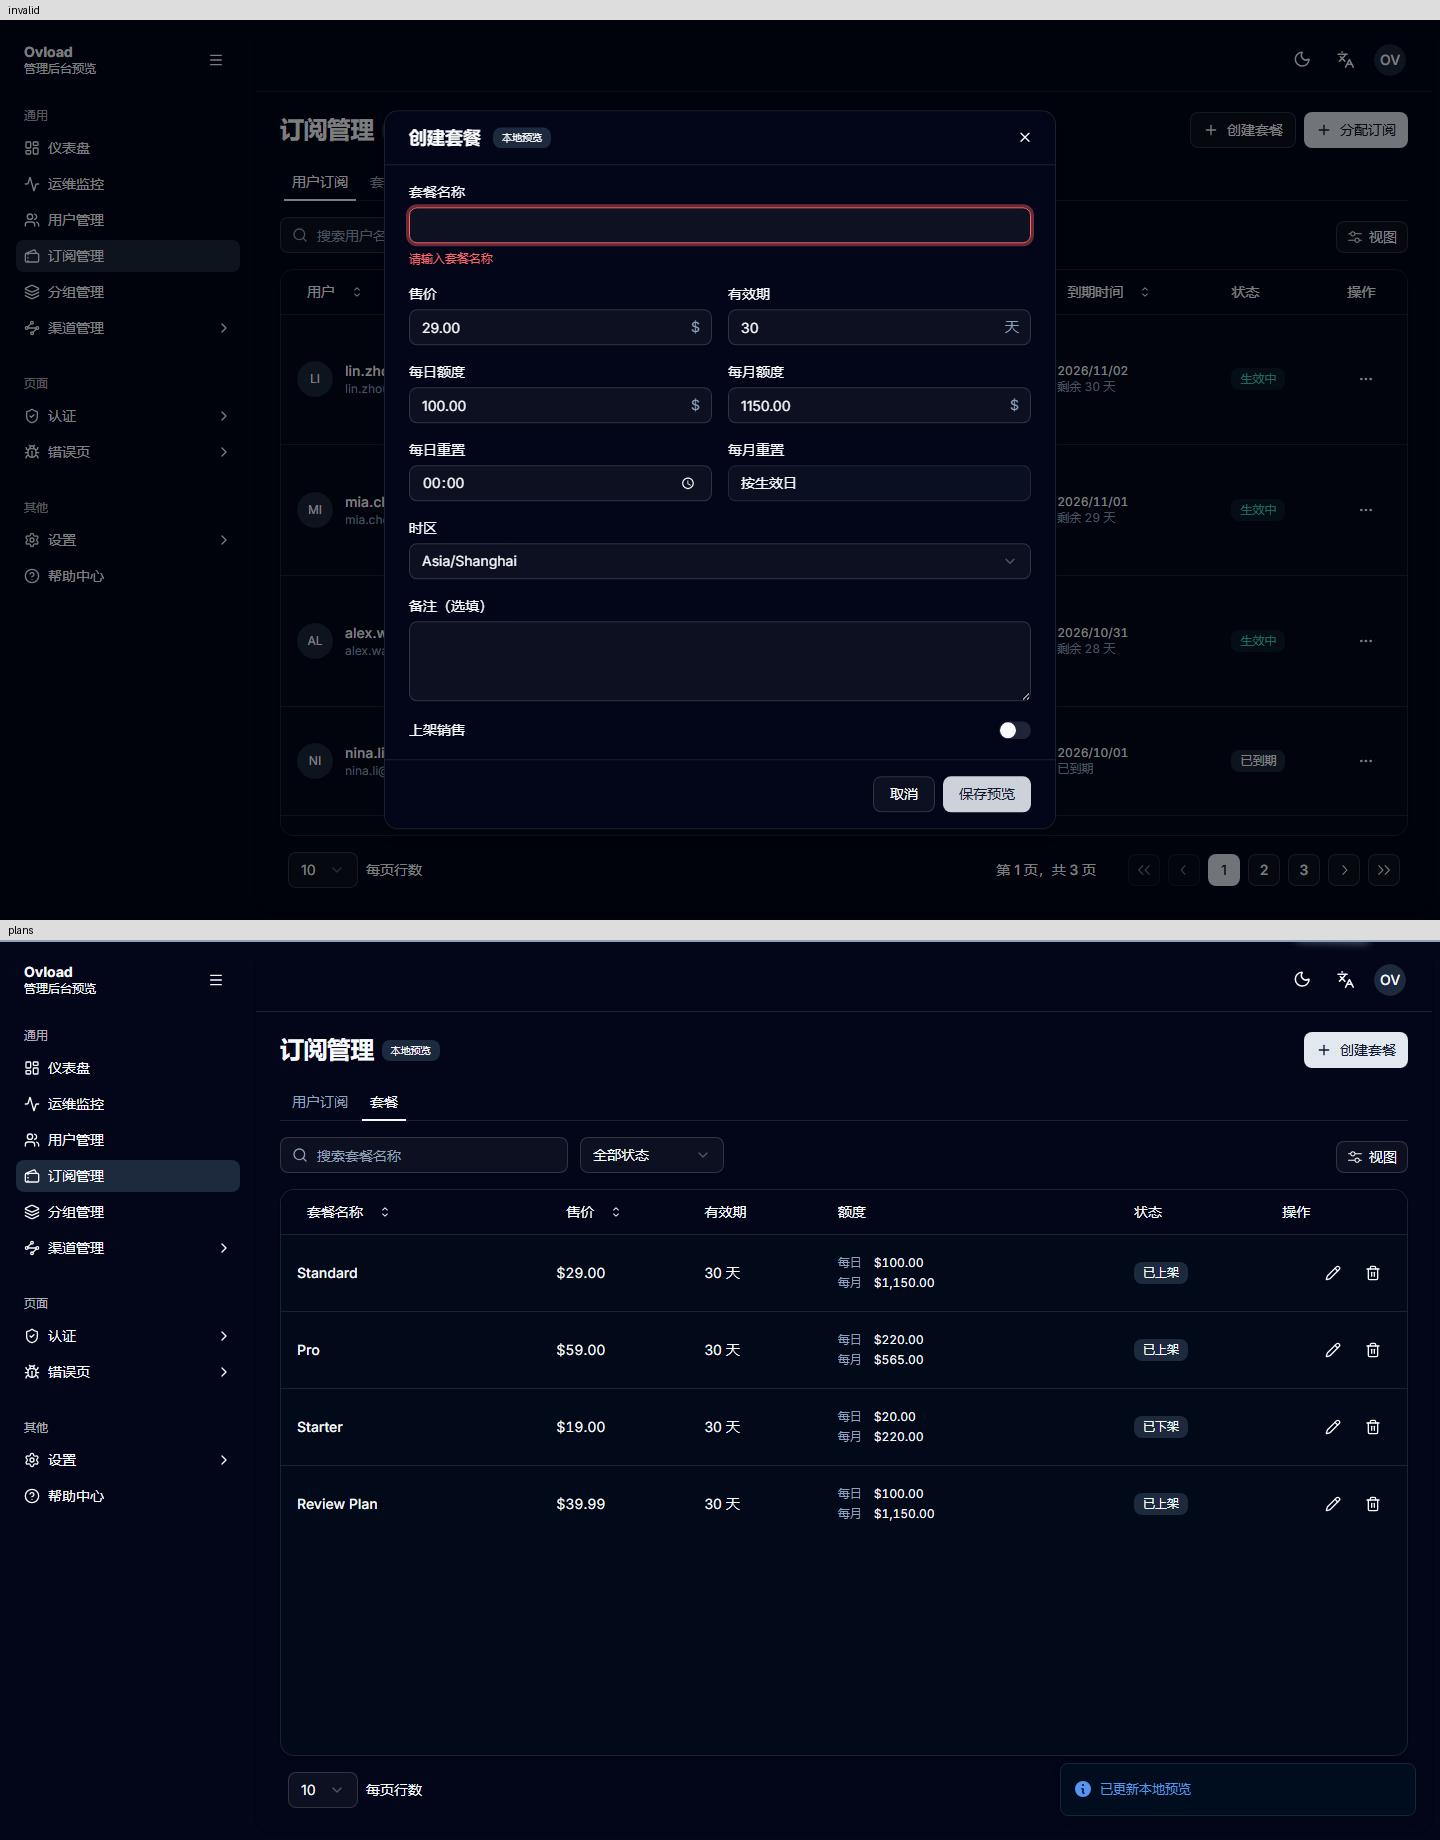 invalid
Ovload
管理后台预览
OV
通用
仪表盘
运维监控
用户管理
订阅管理
分组管理
渠道管理
页面
认证
错误页
其他
设置
帮助中心
订阅管理
创建套餐
分配订阅
用户订阅
套
搜索用户名
视图
用户
到期时间
状态
操作
LI
lin.zho
lin.zhou
2026/11/02
剩余 30 天
生效中
MI
mia.cl
mia.che
2026/11/01
剩余 29 天
生效中
AL
alex.w
alex.wa
2026/10/31
剩余 28 天
生效中
NI
nina.li
nina.li@
2026/10/01
已到期
已到期
10
每页行数
第 1 页，共 3 页
1
2
3
创建套餐
本地预览
套餐名称
请输入套餐名称
售价
有效期
29.00
$
30
天
每日额度
每月额度
100.00
$
1150.00
$
每日重置
每月重置
00:00
按生效日
时区
Asia/Shanghai
备注（选填）
上架销售
取消
保存预览
plans
Ovload
管理后台预览
OV
通用
仪表盘
运维监控
用户管理
订阅管理
分组管理
渠道管理
页面
认证
错误页
其他
设置
帮助中心
订阅管理
本地预览
创建套餐
用户订阅
套餐
搜索套餐名称
全部状态
视图
套餐名称
售价
有效期
额度
状态
操作
Standard
$29.00
30 天
每日 $100.00
每月 $1,150.00
已上架
Pro
$59.00
30 天
每日 $220.00
每月 $565.00
已上架
Starter
$19.00
30 天
每日 $20.00
每月 $220.00
已下架
Review Plan
$39.99
30 天
每日 $100.00
每月 $1,150.00
已上架
10
每页行数
已更新本地预览